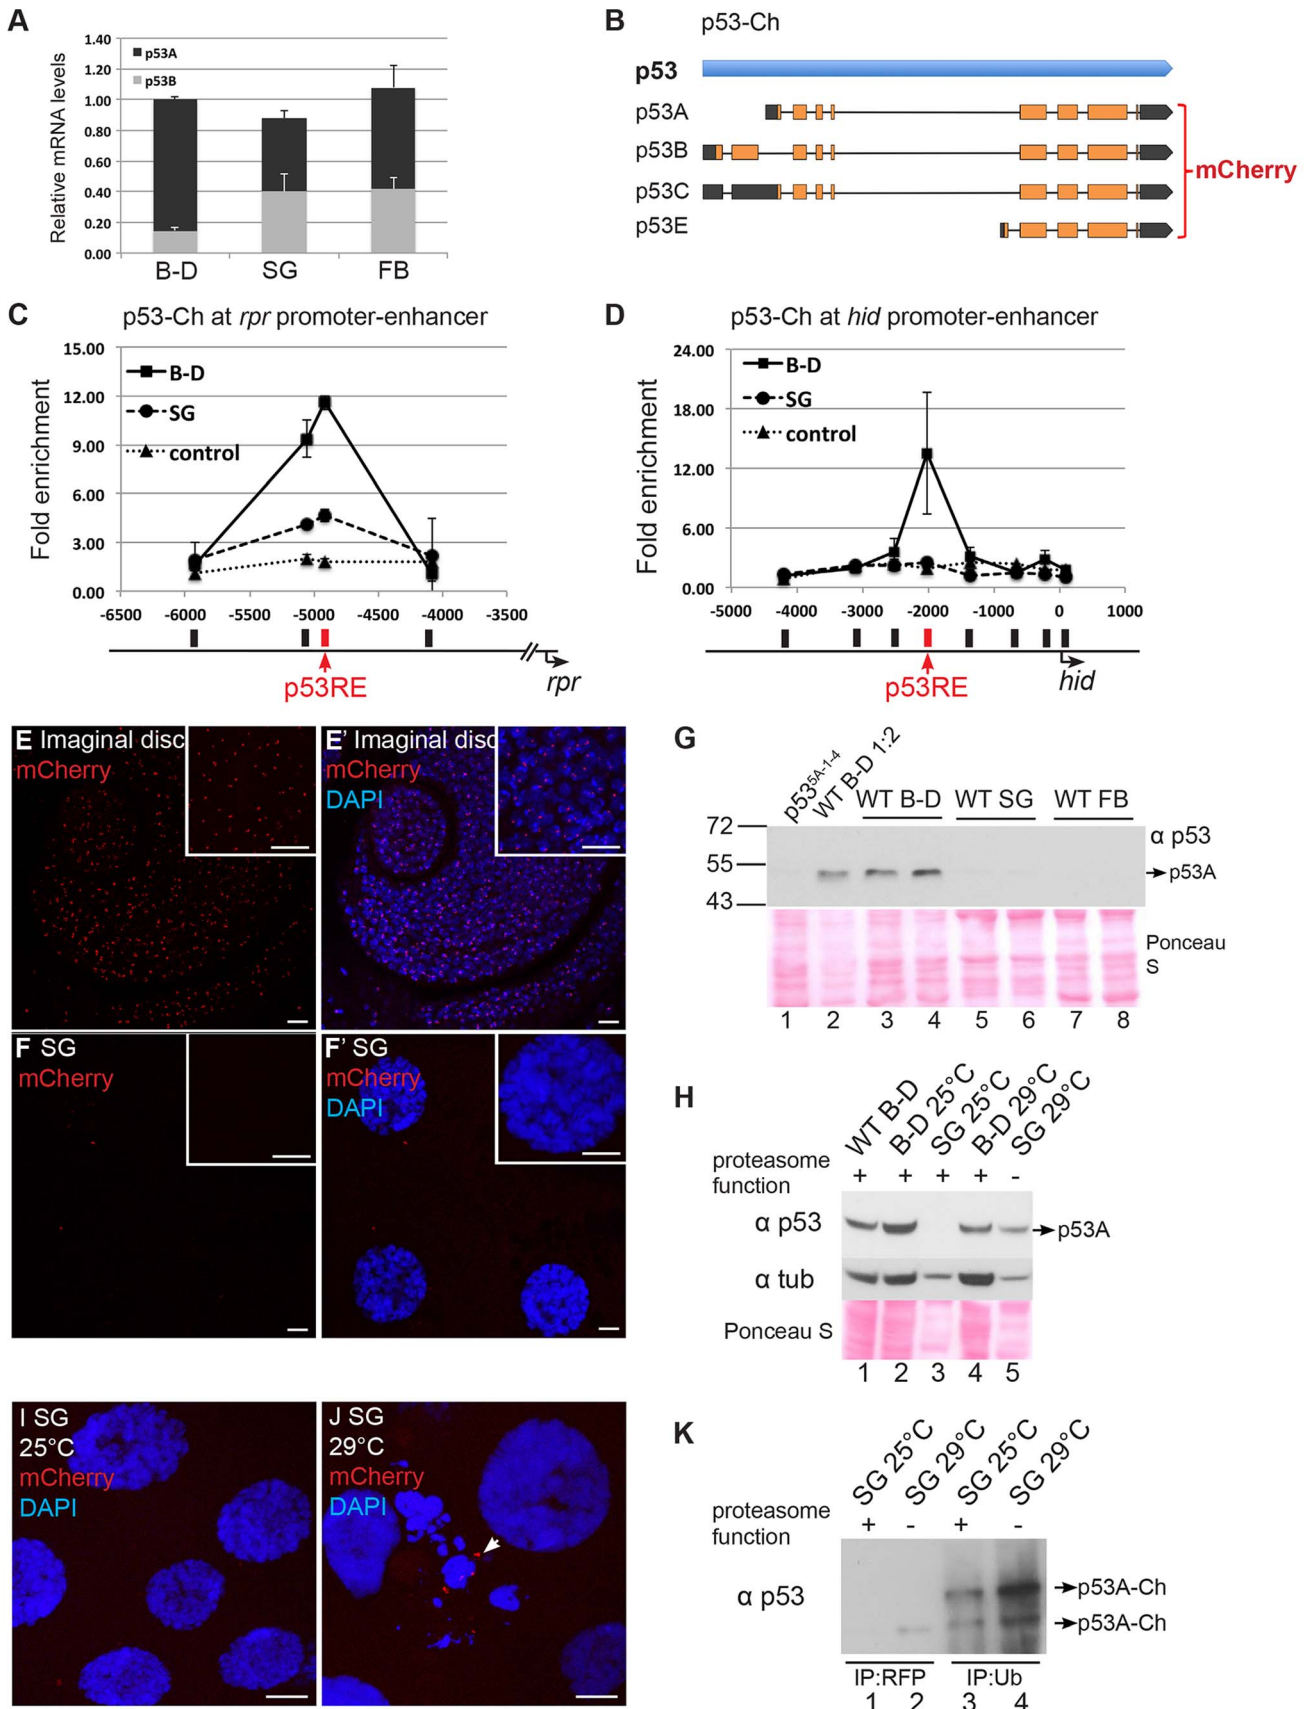 A
Relative mRNA levels
1.40
1.20
1.00
0.80
0.60
0.40
0.20
0.00
p53A
p53B
B-D SG FB
B p53-Ch
p53
p53A
p53B
p53C
p53E
mCherry
C p53-Ch at rpr promoter-enhancer
Fold enrichment
15.00
12.00
9.00
6.00
3.00
0.00
B-D
SG
control
-6500 -6000 -5500 -5000 -4500 -4000 -3500
p53RE
rpr
D p53-Ch at hid promoter-enhancer
Fold enrichment
24.00
18.00
12.00
6.00
0.00
B-D
SG
control
-5000 -4000 -3000 -2000 -1000 0 1000
p53RE
hid
E Imaginal disc
mCherry
E' Imaginal disc
mCherry
DAPI
F SG
mCherry
F' SG
mCherry
DAPI
G
p53⁵ᴬ⁻¹⁻⁴
WT B-D 1:2
WT B-D WT SG WT FB
72
55
43
α p53
p53A
Ponceau
S
1 2 3 4 5 6 7 8
H
WT B-D
B-D 25°C
SG 25°C
B-D 29°C
SG 29°C
proteasome
function
+ + + + -
α p53
p53A
α tub
Ponceau S
1 2 3 4 5
I SG
25°C
mCherry
DAPI
J SG
29°C
mCherry
DAPI
K
SG 25°C
SG 29°C
SG 25°C
SG 29°C
proteasome
function
+ - + -
α p53
p53A-Ch
p53A-Ch
IP:RFP IP:Ub
1 2 3 4